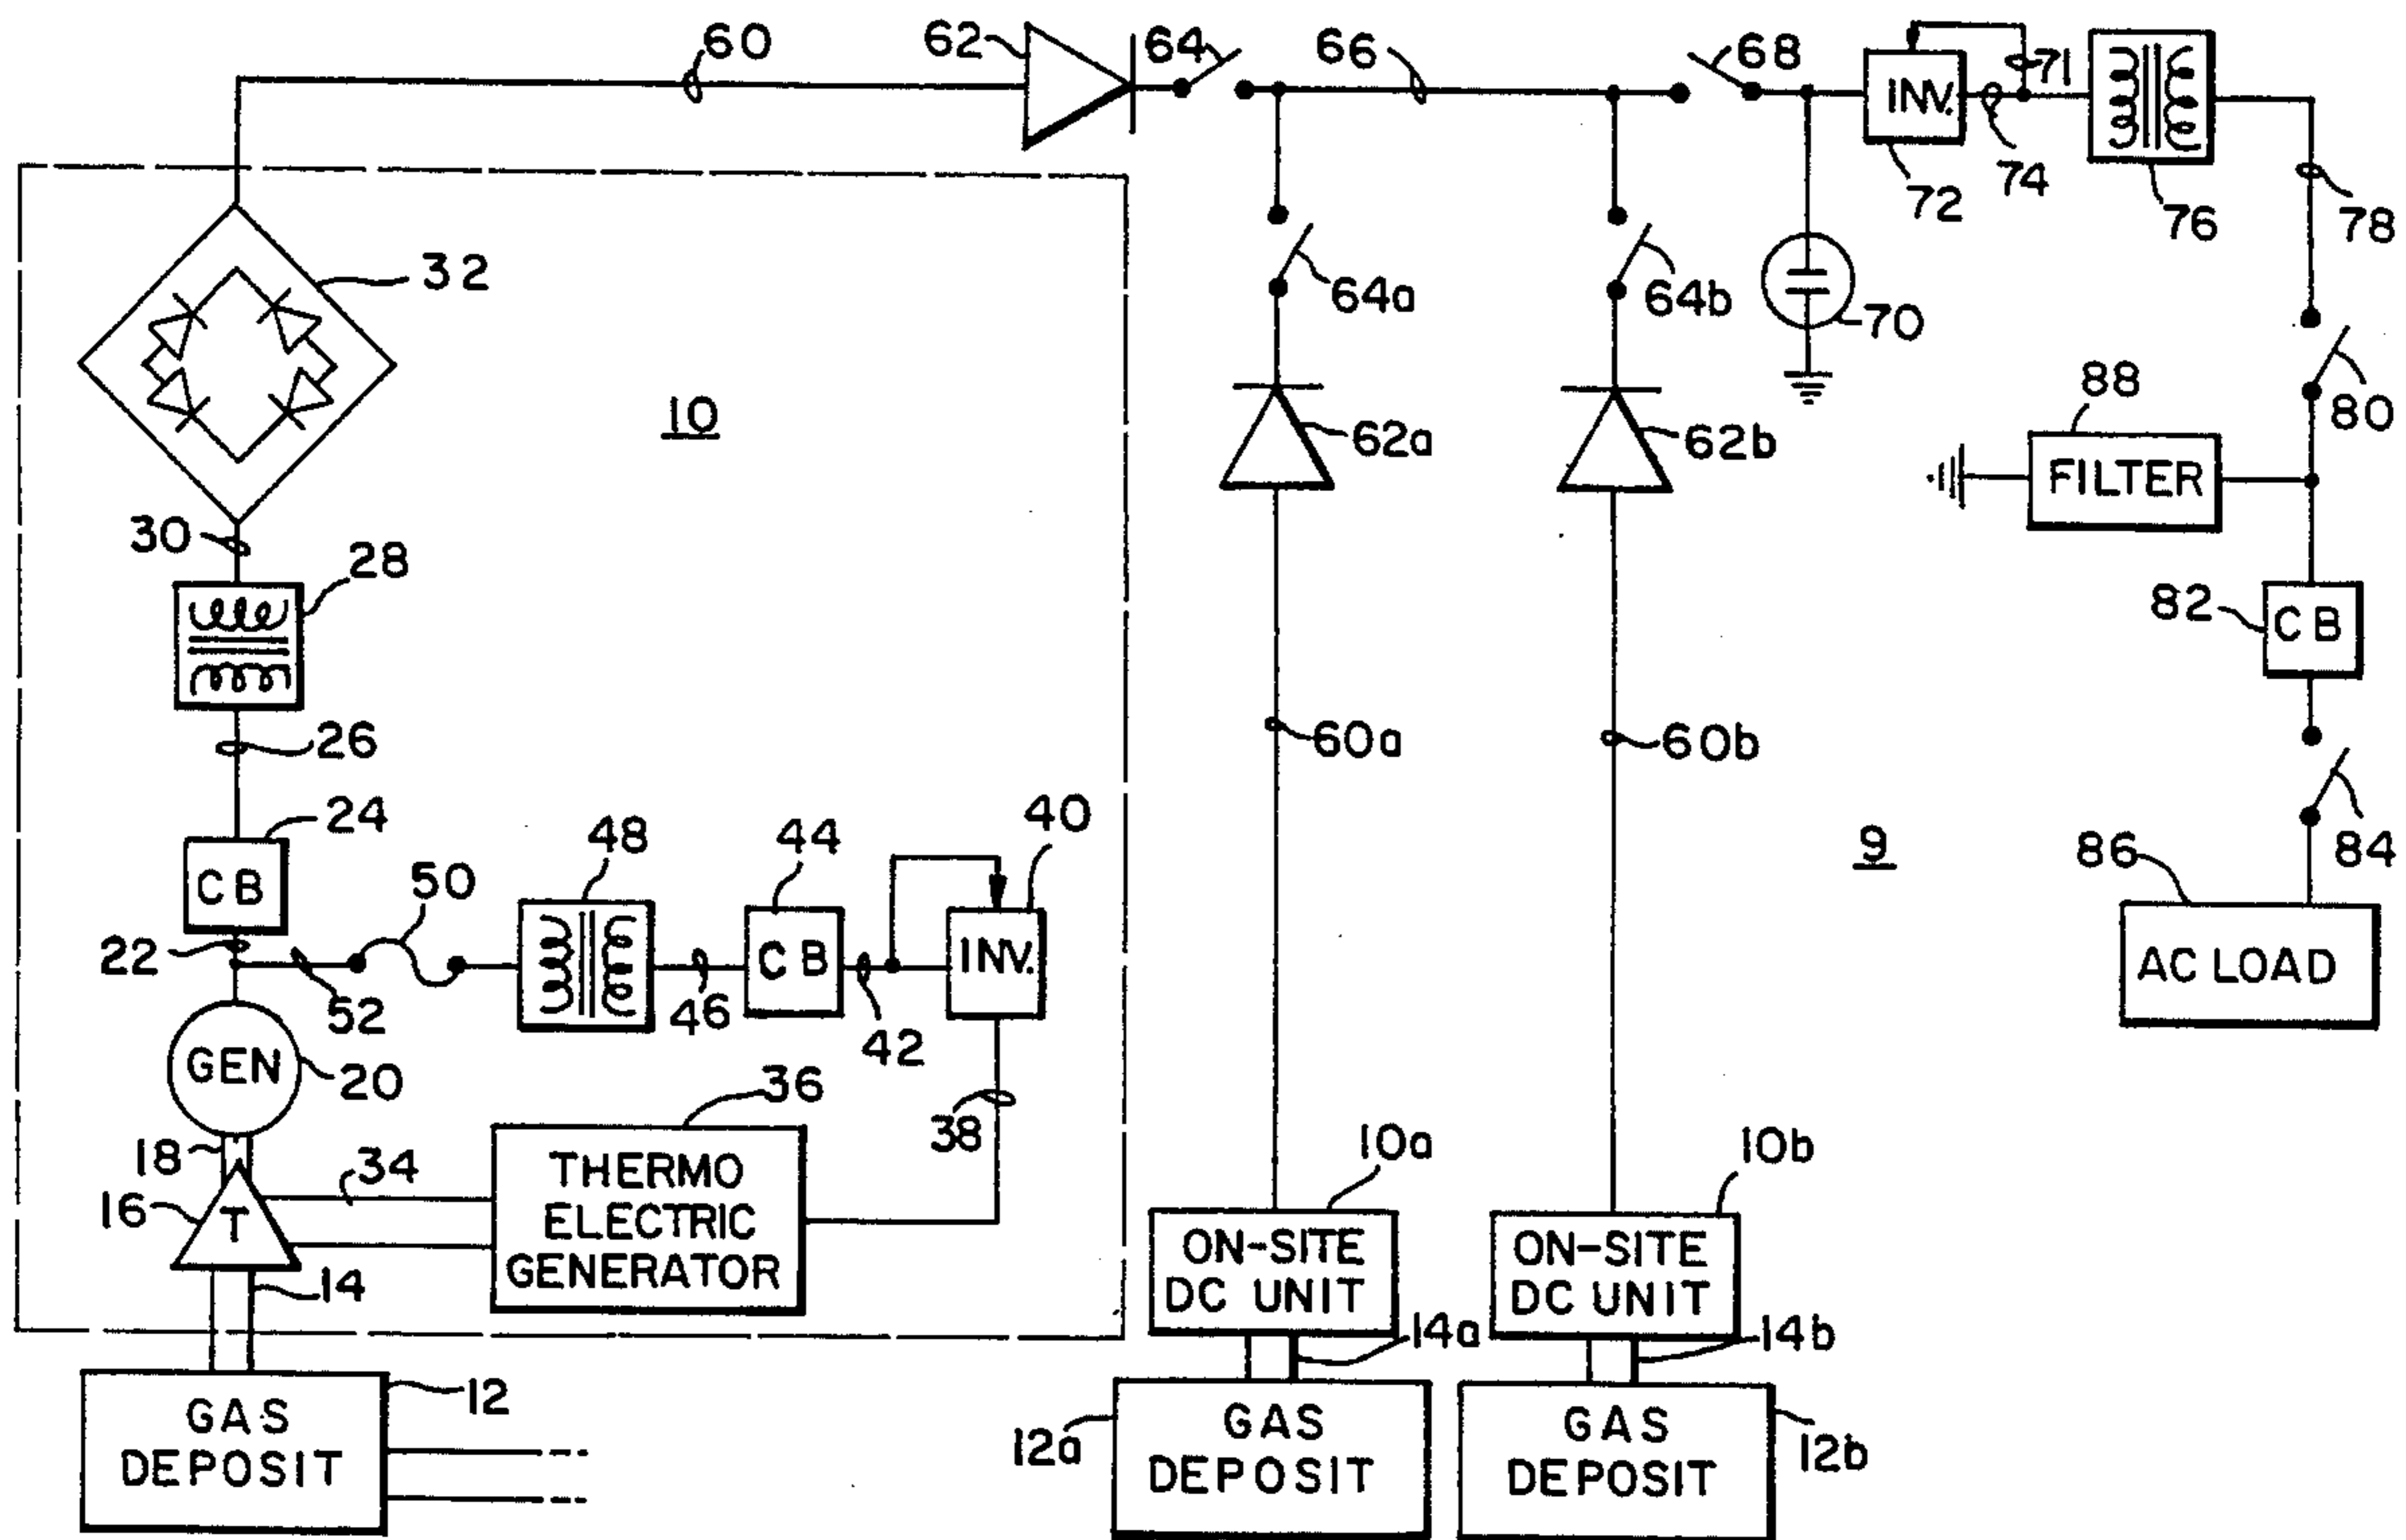 60
62
64
66
68
71
INV.
72
74
76
78
32
10
64a
64b
70
80
88
FILTER
62a
62b
30
28
82
CB
26
60a
60b
24
CB
50
48
44
40
9
84
86
AC LOAD
22
52
46
CB
42
INV.
GEN
20
36
38
18
34
16
T
THERMO
ELECTRIC
GENERATOR
14
10a
ON-SITE
DC UNIT
10b
ON-SITE
DC UNIT
14a
14b
12
GAS
DEPOSIT
12a
GAS
DEPOSIT
GAS
DEPOSIT
12b